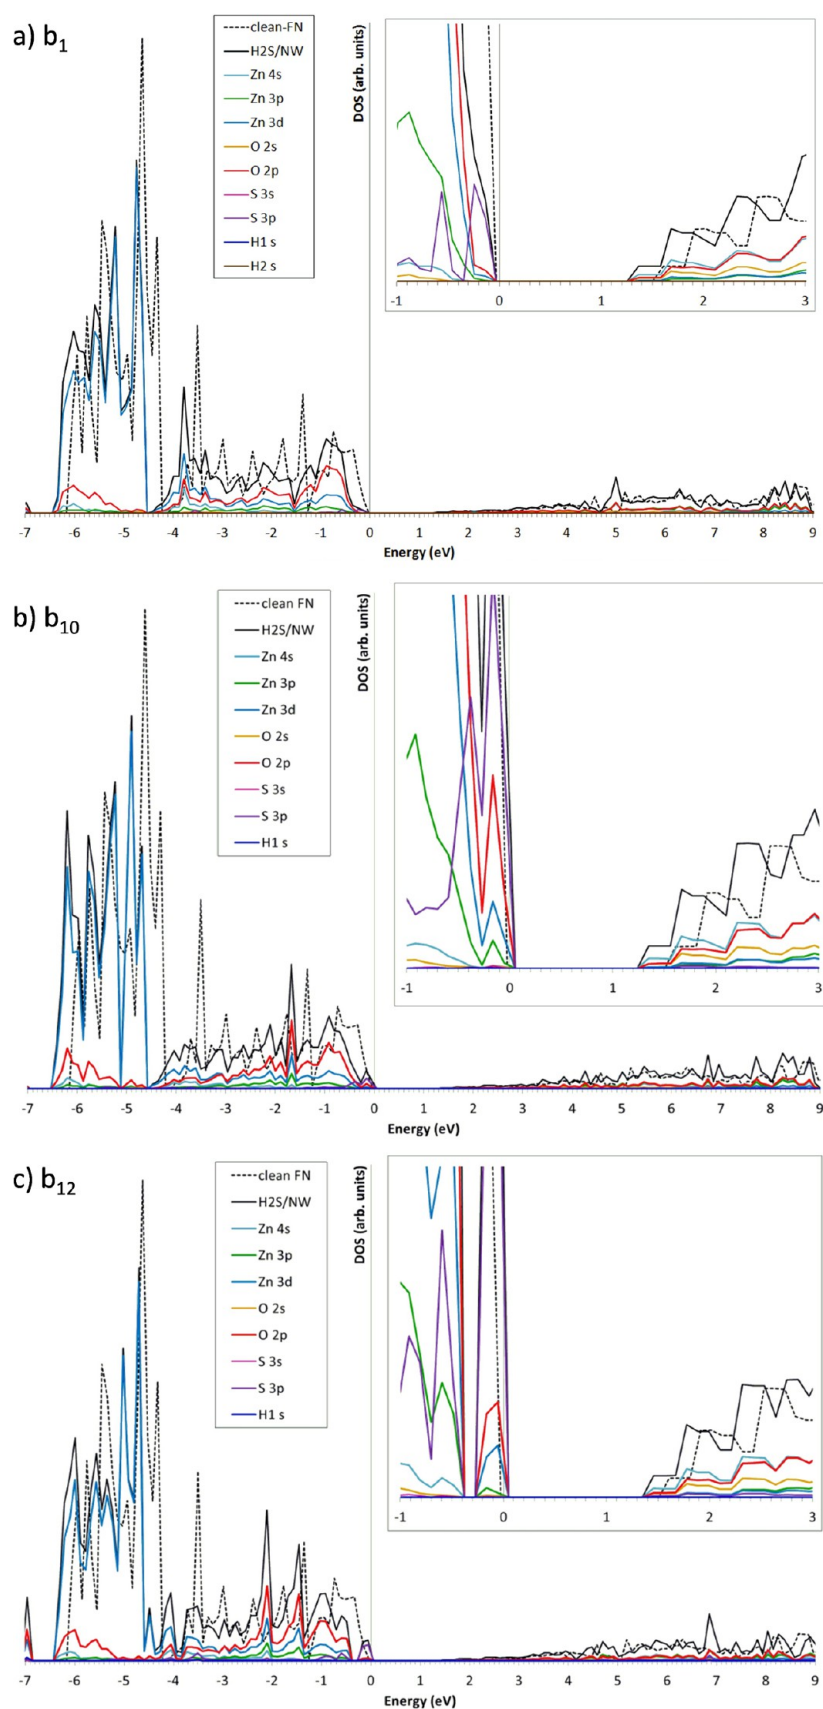 a) b1
clean-FN
H2S/NW
Zn 4s
Zn 3p
Zn 3d
O 2s
O 2p
S 3s
S 3p
H1 s
H2 s
DOS (arb. units)
-1 0 1 2 3
-7 -6 -5 -4 -3 -2 -1 0 1 2 3 4 5 6 7 8 9
Energy (eV)
b) b10
clean FN
H2S/NW
Zn 4s
Zn 3p
Zn 3d
O 2s
O 2p
S 3s
S 3p
H1 s
DOS (arb. units)
-1 0 1 2 3
-7 -6 -5 -4 -3 -2 -1 0 1 2 3 4 5 6 7 8 9
Energy (eV)
c) b12
clean FN
H2S/NW
Zn 4s
Zn 3p
Zn 3d
O 2s
O 2p
S 3s
S 3p
H1 s
DOS (arb. units)
-1 0 1 2 3
-7 -6 -5 -4 -3 -2 -1 0 1 2 3 4 5 6 7 8 9
Energy (eV)